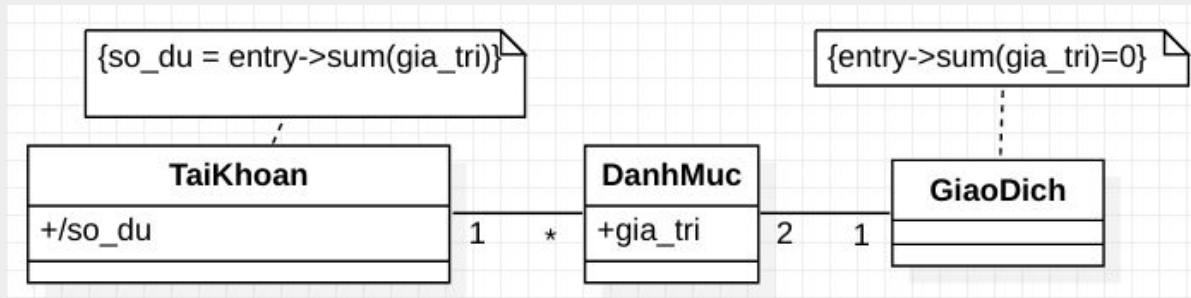 {so_du = entry->sum(gia_tri)}
{entry->sum(gia_tri)=0}
TaiKhoan
DanhMuc
GiaoDich
+/so_du
1
*
+gia_tri
2
1